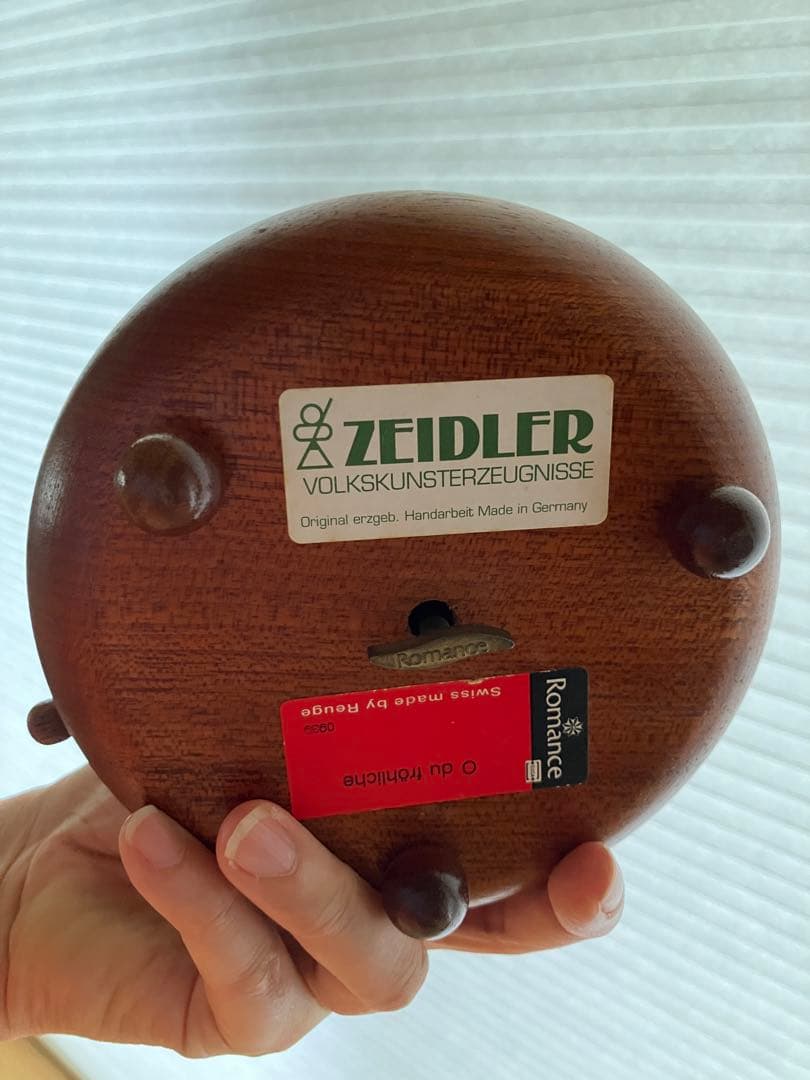 ZEIDLER
VOLKSKUNSTERZEUGNISSE
Original erzgeb. Handarbeit Made in Germany
Romance
Romance
Swiss made by Reuge
O du fröhliche